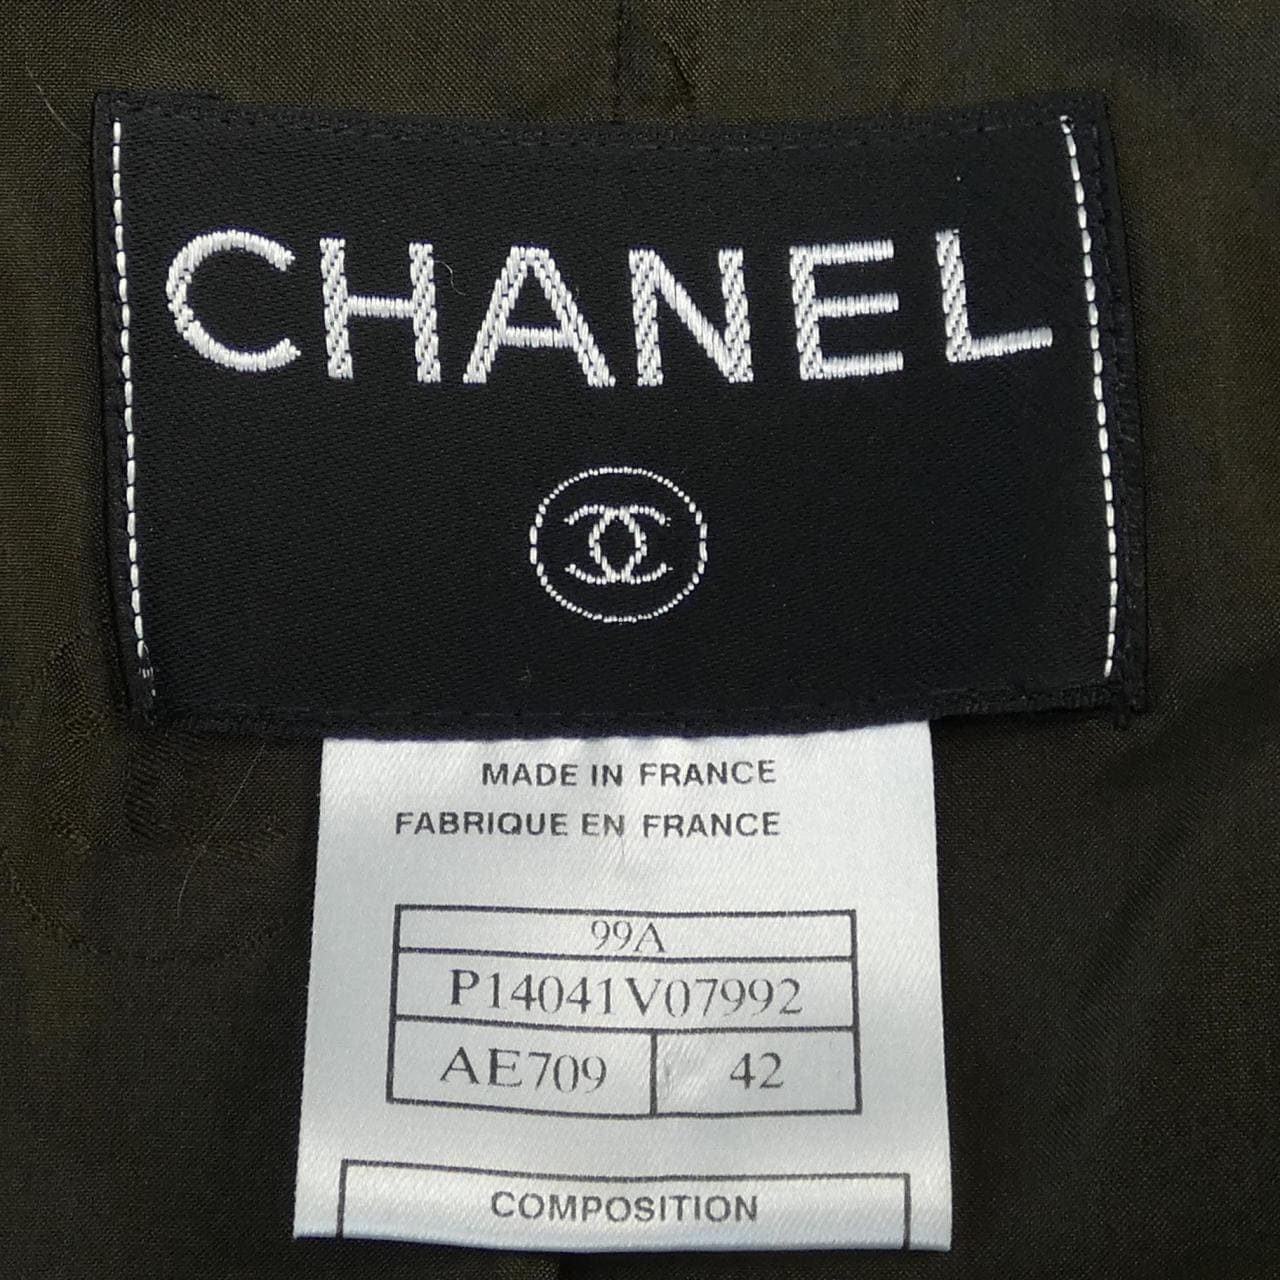 CHANEL
MADE IN FRANCE
FABRIQUE EN FRANCE
99A
P14041V07992
AE709 42
COMPOSITION